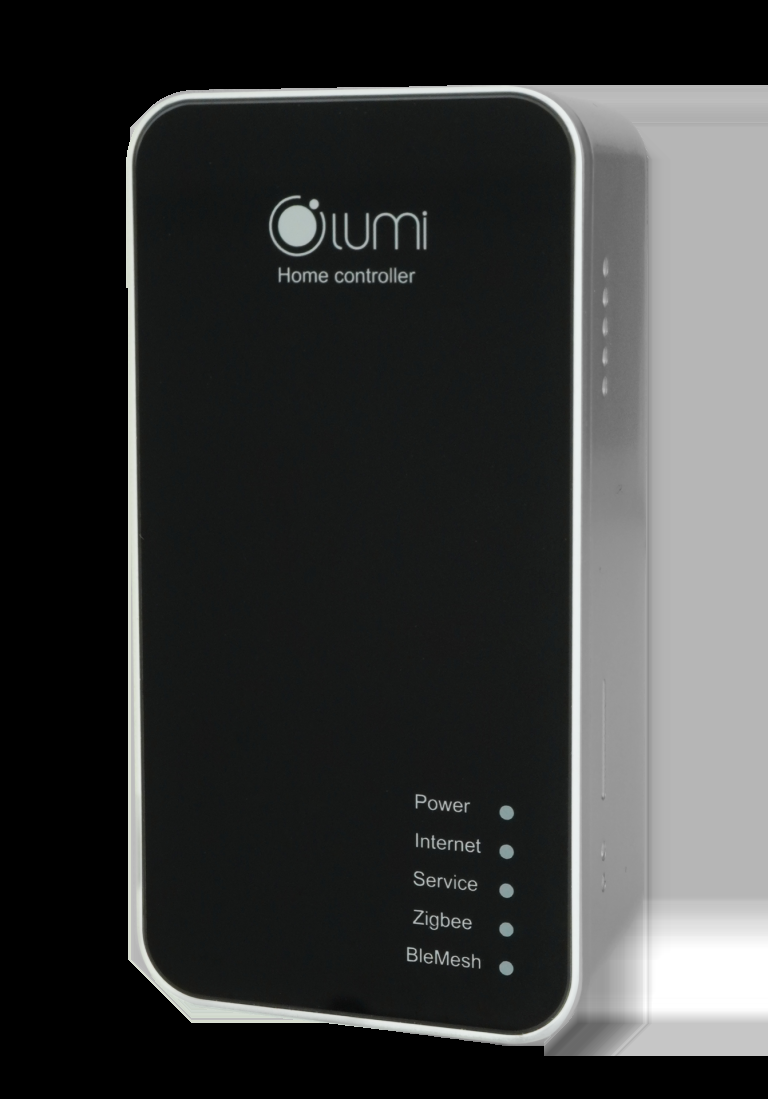 lumi
Home controller
Power
Internet
Service
Zigbee
BleMesh